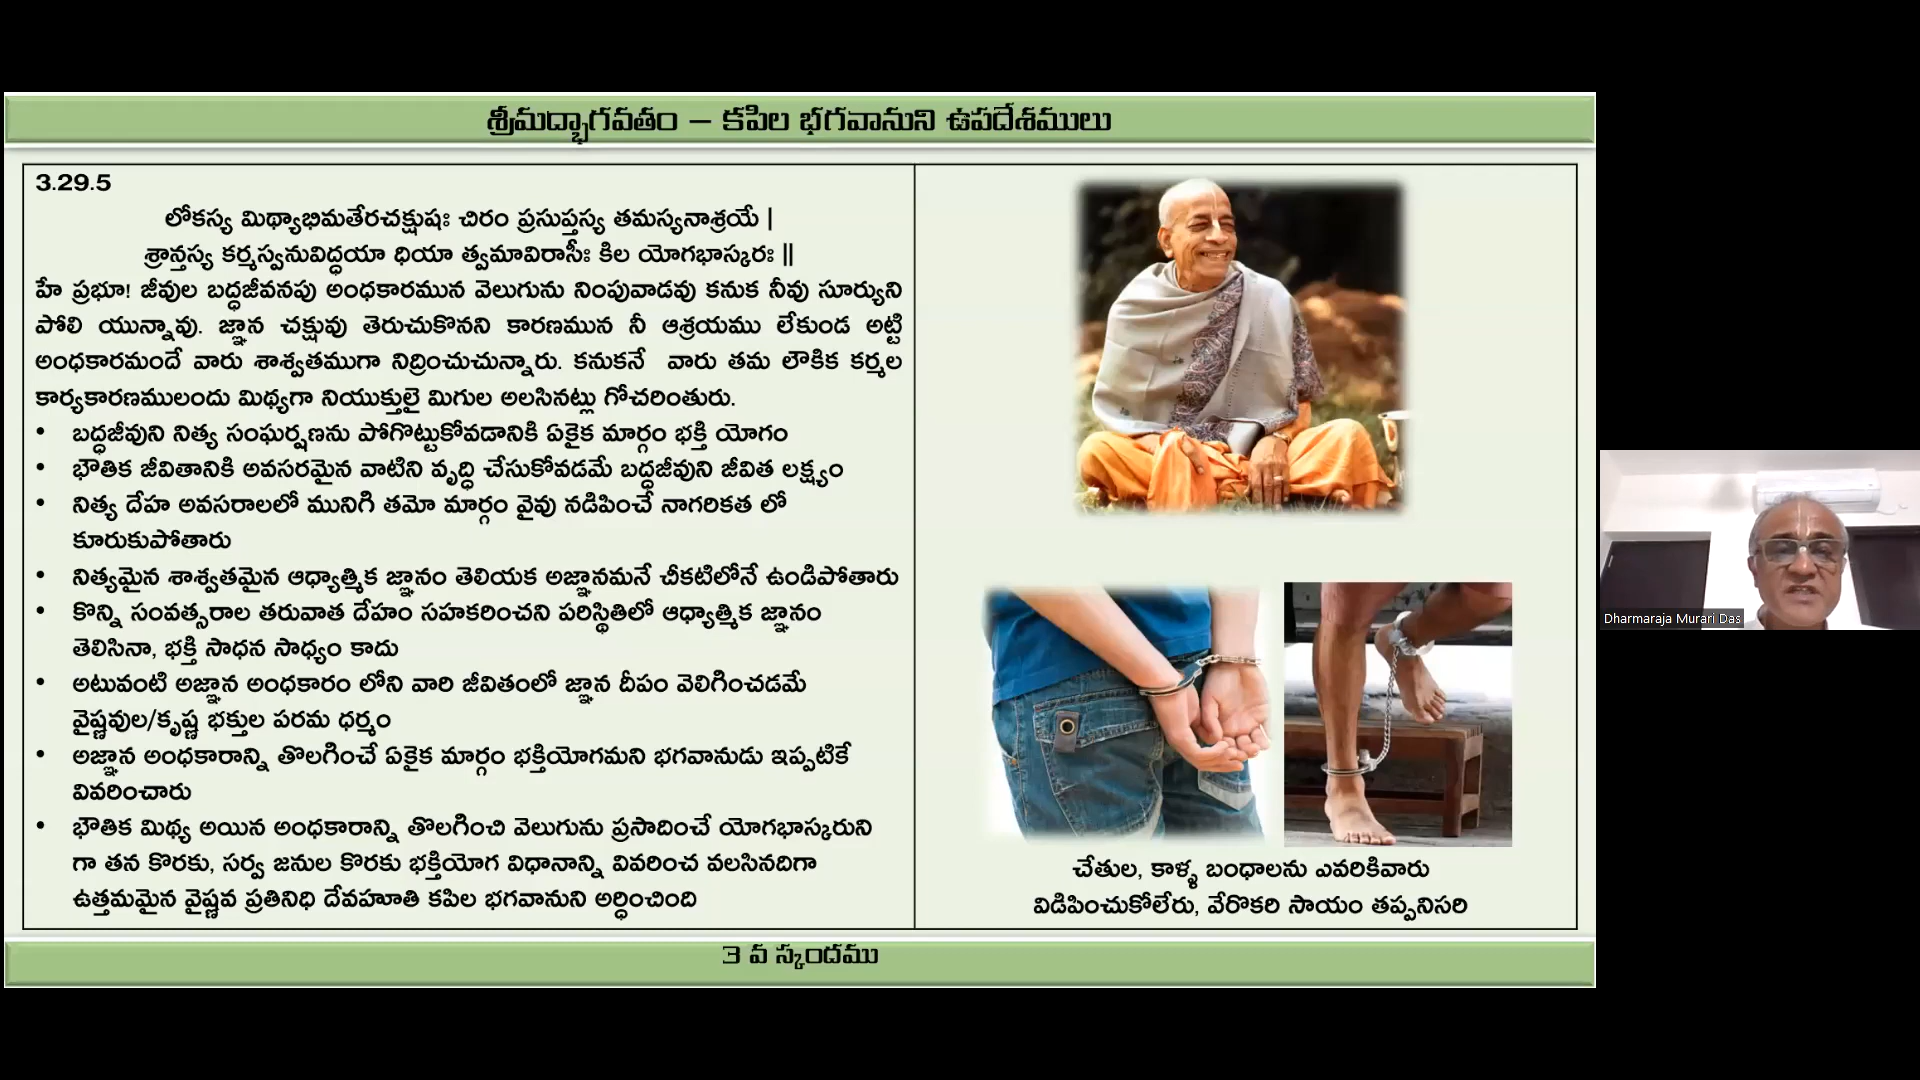 శ్రీమద్భాగవతం – కపిల భగవానుని ఉపదేశములు
3.29.5
లోకస్య మిథ్యాభిమతేరచక్షుషః చిరం ప్రసుప్తస్య తమస్యనాశ్రయే |
శ్రాన్తస్య కర్మస్వనువిద్ధయా ధియా త్వమావిరాసీః కిల యోగభాస్కరః ||
హే ప్రభూ! జీవుల బద్ధజీవనపు అంధకారమున వెలుగును నింపువాడవు కనుక నీవు సూర్యుని
పోలి యున్నావు. జ్ఞాన చక్షువు తెరుచుకొనని కారణమున నీ ఆశ్రయము లేకుండ అట్టి
అంధకారమందే వారు శాశ్వతముగా నిద్రించుచున్నారు. కనుకనే వారు తమ లౌకిక కర్మల
కార్యకారణములందు మిథ్యగా నియుక్తులై మిగుల అలసినట్లు గోచరింతురు.
• బద్ధజీవుని నిత్య సంఘర్షణను పోగొట్టుకోవడానికి ఏకైక మార్గం భక్తి యోగం
• భౌతిక జీవితానికి అవసరమైన వాటిని వృద్ధి చేసుకోవడమే బద్ధజీవుని జీవిత లక్ష్యం
• నిత్య దేహ అవసరాలలో మునిగి తమో మార్గం వైవు నడిపించే నాగరికత లో
కూరుకుపోతారు
• నిత్యమైన శాశ్వతమైన ఆధ్యాత్మిక జ్ఞానం తెలియక అజ్ఞానమనే చీకటిలోనే ఉండిపోతారు
• కొన్ని సంవత్సరాల తరువాత దేహం సహకరించని పరిస్థితిలో ఆధ్యాత్మిక జ్ఞానం
తెలిసినా, భక్తి సాధన సాధ్యం కాదు
• అటువంటి అజ్ఞాన అంధకారం లోని వారి జీవితంలో జ్ఞాన దీపం వెలిగించడమే
వైష్ణవుల/కృష్ణ భక్తుల పరమ ధర్మం
• అజ్ఞాన అంధకారాన్ని తొలగించే ఏకైక మార్గం భక్తియోగమని భగవానుడు ఇప్పటికే
వివరించారు
• భౌతిక మిథ్య అయిన అంధకారాన్ని తొలగించి వెలుగును ప్రసాదించే యోగభాస్కరుని
గా తన కొరకు, సర్వ జనుల కొరకు భక్తియోగ విధానాన్ని వివరించ వలసినదిగా
ఉత్తమమైన వైష్ణవ ప్రతినిధి దేవహూతి కపిల భగవానుని అర్ధించింది
చేతుల, కాళ్ళ బంధాలను ఎవరికివారు
విడిపించుకోలేరు, వేరొకరి సాయం తప్పనిసరి
3 వ స్కందము
Dharmaraja Murari Das